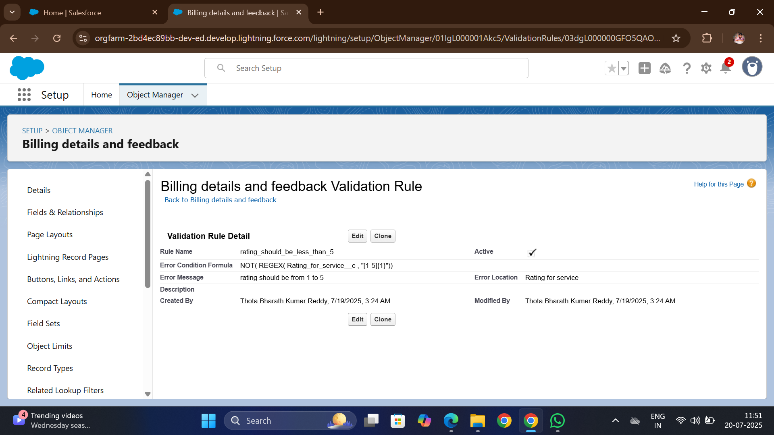 Home | Salesforce
Billing details and feedback | Sa
orgfarm-2bd4ec89bb-dev-ed.develop.lightning.force.com/lightning/setup/ObjectManager/01IgL000001Akc5/ValidationRules/03dgL000000GFO5QAO...
Search Setup
2
Setup
Home
Object Manager
SETUP > OBJECT MANAGER
Billing details and feedback
Details
Fields & Relationships
Page Layouts
Lightning Record Pages
Buttons, Links, and Actions
Compact Layouts
Field Sets
Object Limits
Record Types
Related Lookup Filters
Billing details and feedback Validation Rule
Help for this Page
Back to Billing details and feedback
Validation Rule Detail
Edit Clone
Rule Name rating_should_be_less_than_5 Active
Error Condition Formula NOT( REGEX( Rating_for_service__c , "[1-5]{1}"))
Error Message rating should be from 1 to 5 Error Location Rating for service
Description
Created By Thota Bharath Kumar Reddy, 7/19/2025, 3:24 AM Modified By Thota Bharath Kumar Reddy, 7/19/2025, 3:24 AM
Edit Clone
4
Trending videos
Wednesday seas...
Search
ENG
IN
11:51
20-07-2025